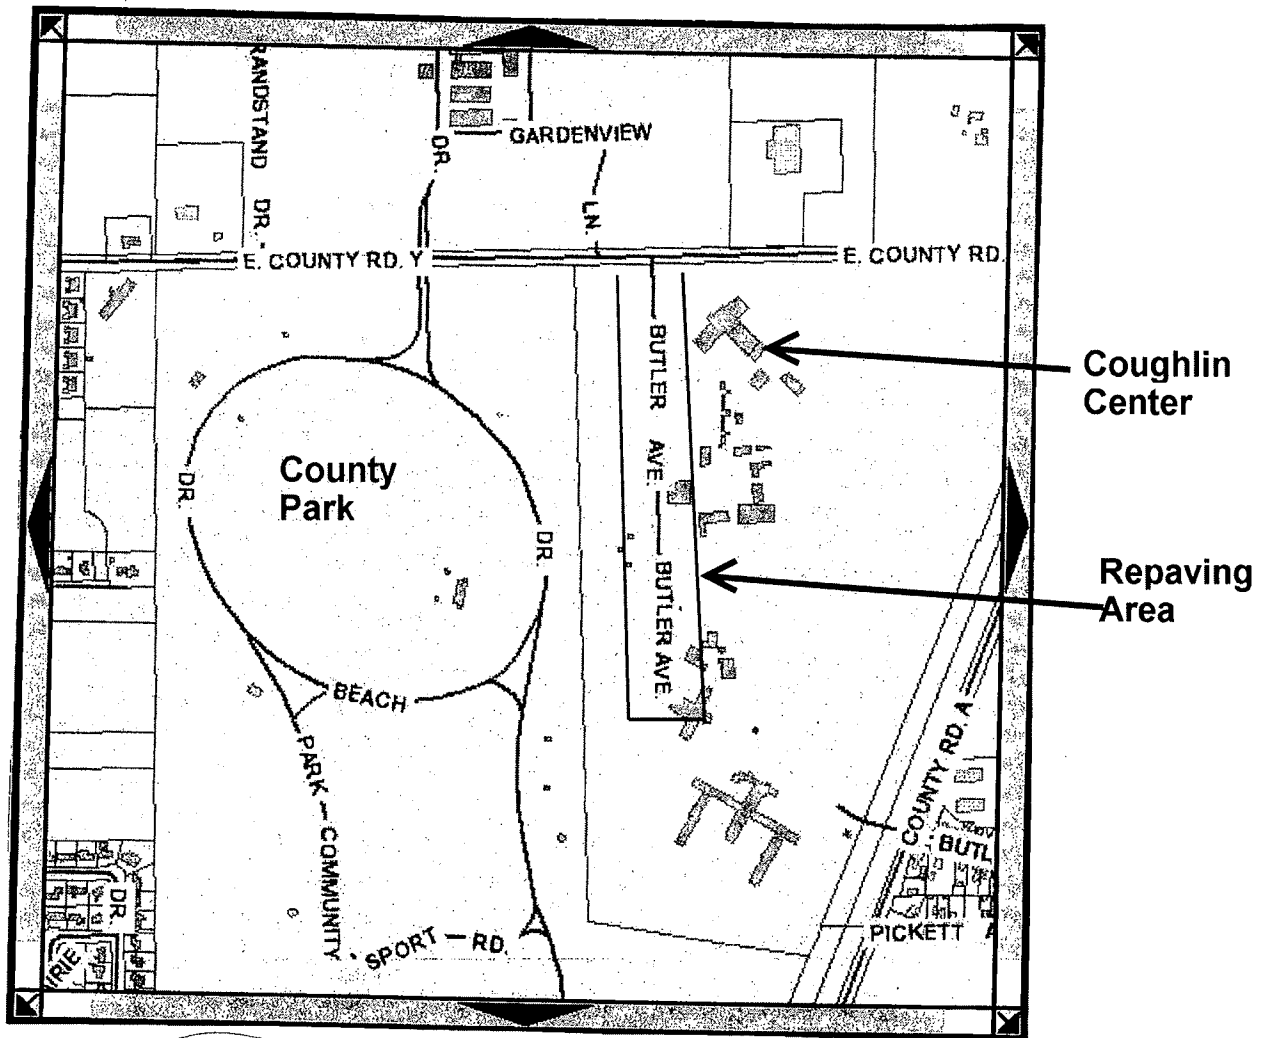 RANDSTAND DR.
DR.
GARDENVIEW
LN.
E. COUNTY RD. Y
E. COUNTY RD.
BUTLER AVE.
Coughlin
Center
County
Park
DR.
DR.
BUTLER AVE.
Repaving
Area
BEACH
PARK
COMMUNITY
SPORT RD.
COUNTY RD. A
BUTL
PICKETT A
DR.
IRIE